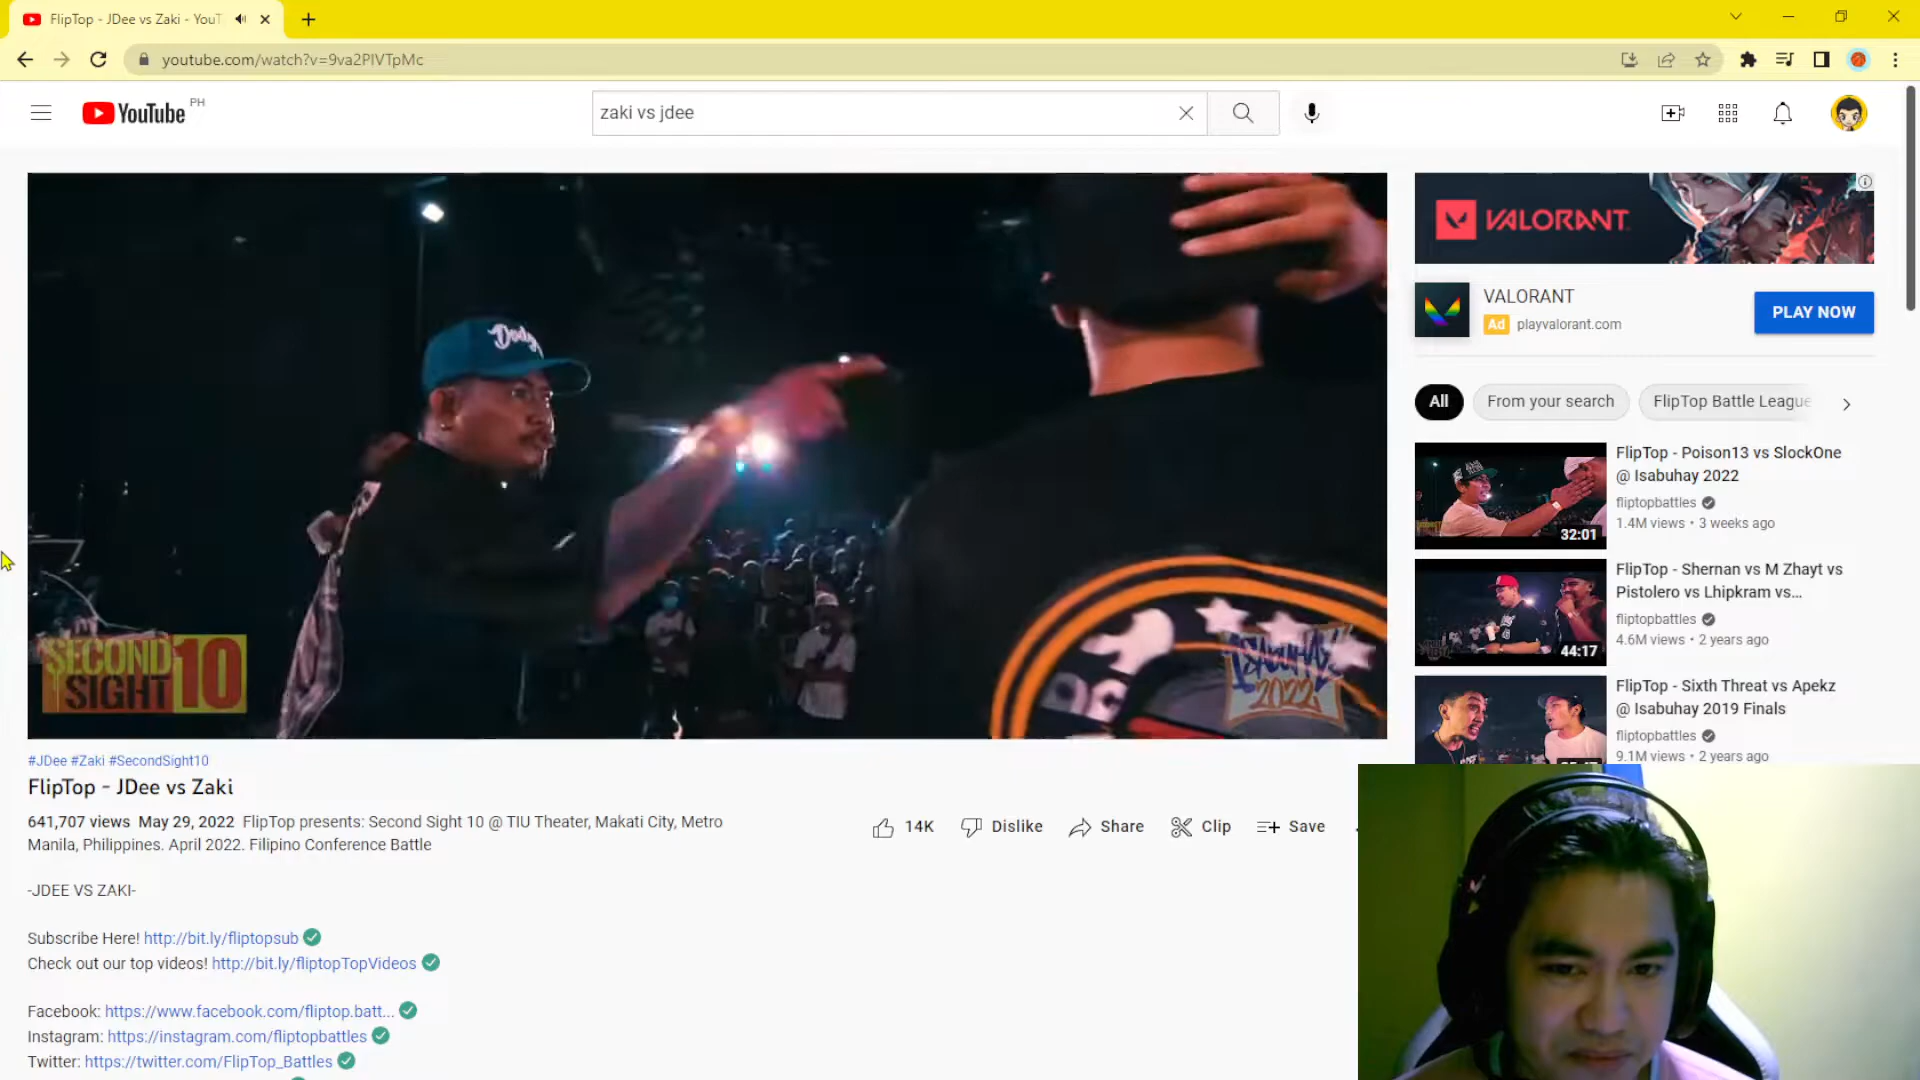 FlipTop - JDee vs Zaki - YouT
youtube.com/watch?v=9va2PIVTpMc
YouTube PH
zaki vs jdee
Dodg
SECOND SIGHT 10
ISABUHAY
2022
#JDee #Zaki #SecondSight10
FlipTop - JDee vs Zaki
641,707 views May 29, 2022 FlipTop presents: Second Sight 10 @ TIU Theater, Makati City, Metro
Manila, Philippines. April 2022. Filipino Conference Battle
14K Dislike Share Clip Save
-JDEE VS ZAKI-
Subscribe Here! http://bit.ly/fliptopsub
Check out our top videos! http://bit.ly/fliptopTopVideos
Facebook: https://www.facebook.com/fliptop.batt...
Instagram: https://instagram.com/fliptopbattles
Twitter: https://twitter.com/FlipTop_Battles
VALORANT
VALORANT
Ad playvalorant.com
PLAY NOW
All From your search FlipTop Battle League
FlipTop - Poison13 vs SlockOne
@ Isabuhay 2022
fliptopbattles
1.4M views • 3 weeks ago
32:01
FlipTop - Shernan vs M Zhayt vs
Pistolero vs Lhipkram vs...
fliptopbattles
4.6M views • 2 years ago
44:17
FlipTop - Sixth Threat vs Apekz
@ Isabuhay 2019 Finals
fliptopbattles
9.1M views • 2 years ago